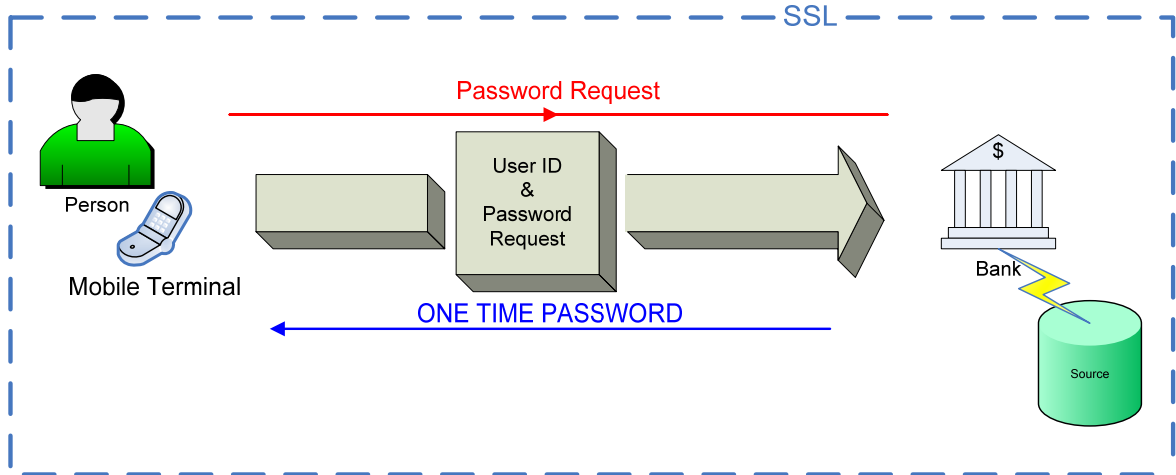 SSL
Password Request
Person
Mobile Terminal
User ID
&
Password
Request
$
Bank
ONE TIME PASSWORD
Source